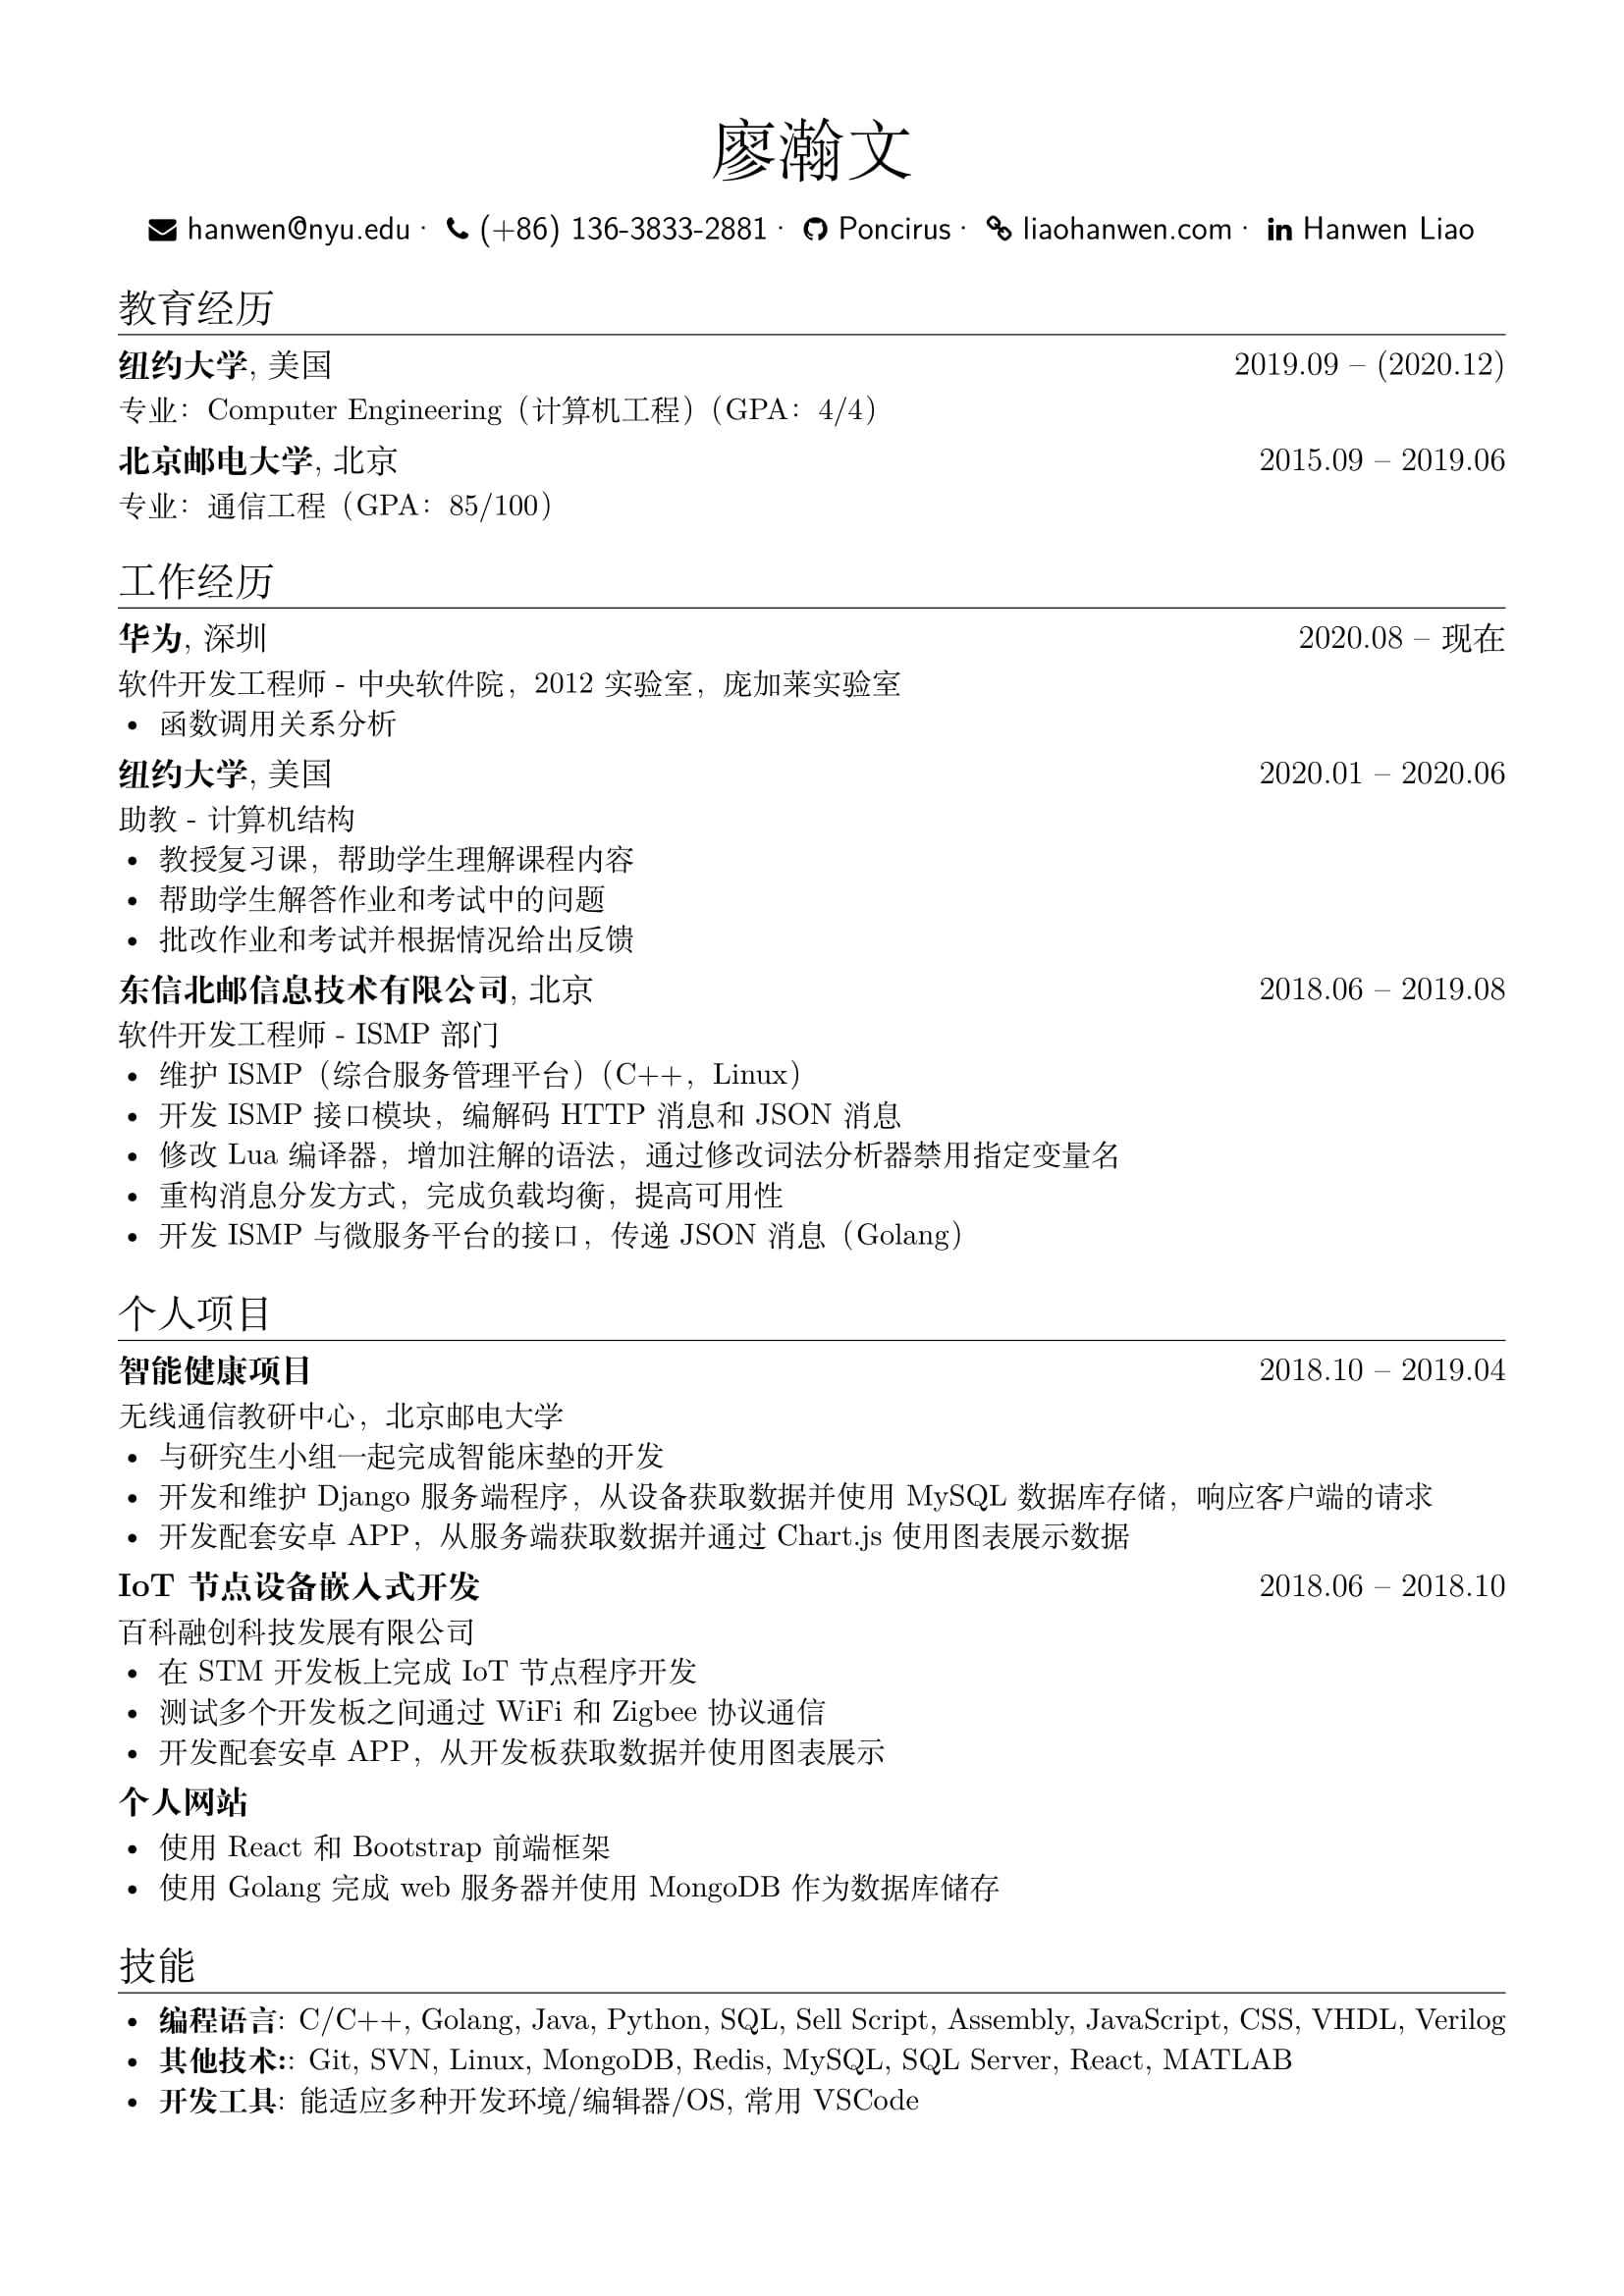 廖瀚文
hanwen@nyu.edu · (+86) 136-3833-2881 · Poncirus · liaohanwen.com · Hanwen Liao
教育经历
纽约大学, 美国 2019.09 – (2020.12)
专业：Computer Engineering（计算机工程）（GPA：4/4）
北京邮电大学, 北京 2015.09 – 2019.06
专业：通信工程（GPA：85/100）
工作经历
华为, 深圳 2020.08 – 现在
软件开发工程师 - 中央软件院，2012 实验室，庞加莱实验室
• 函数调用关系分析
纽约大学, 美国 2020.01 – 2020.06
助教 - 计算机结构
• 教授复习课，帮助学生理解课程内容
• 帮助学生解答作业和考试中的问题
• 批改作业和考试并根据情况给出反馈
东信北邮信息技术有限公司, 北京 2018.06 – 2019.08
软件开发工程师 - ISMP 部门
• 维护 ISMP（综合服务管理平台）（C++，Linux）
• 开发 ISMP 接口模块，编解码 HTTP 消息和 JSON 消息
• 修改 Lua 编译器，增加注解的语法，通过修改词法分析器禁用指定变量名
• 重构消息分发方式，完成负载均衡，提高可用性
• 开发 ISMP 与微服务平台的接口，传递 JSON 消息（Golang）
个人项目
智能健康项目 2018.10 – 2019.04
无线通信教研中心，北京邮电大学
• 与研究生小组一起完成智能床垫的开发
• 开发和维护 Django 服务端程序，从设备获取数据并使用 MySQL 数据库存储，响应客户端的请求
• 开发配套安卓 APP，从服务端获取数据并通过 Chart.js 使用图表展示数据
IoT 节点设备嵌入式开发 2018.06 – 2018.10
百科融创科技发展有限公司
• 在 STM 开发板上完成 IoT 节点程序开发
• 测试多个开发板之间通过 WiFi 和 Zigbee 协议通信
• 开发配套安卓 APP，从开发板获取数据并使用图表展示
个人网站
• 使用 React 和 Bootstrap 前端框架
• 使用 Golang 完成 web 服务器并使用 MongoDB 作为数据库储存
技能
• 编程语言: C/C++, Golang, Java, Python, SQL, Sell Script, Assembly, JavaScript, CSS, VHDL, Verilog
• 其他技术:: Git, SVN, Linux, MongoDB, Redis, MySQL, SQL Server, React, MATLAB
• 开发工具: 能适应多种开发环境/编辑器/OS, 常用 VSCode